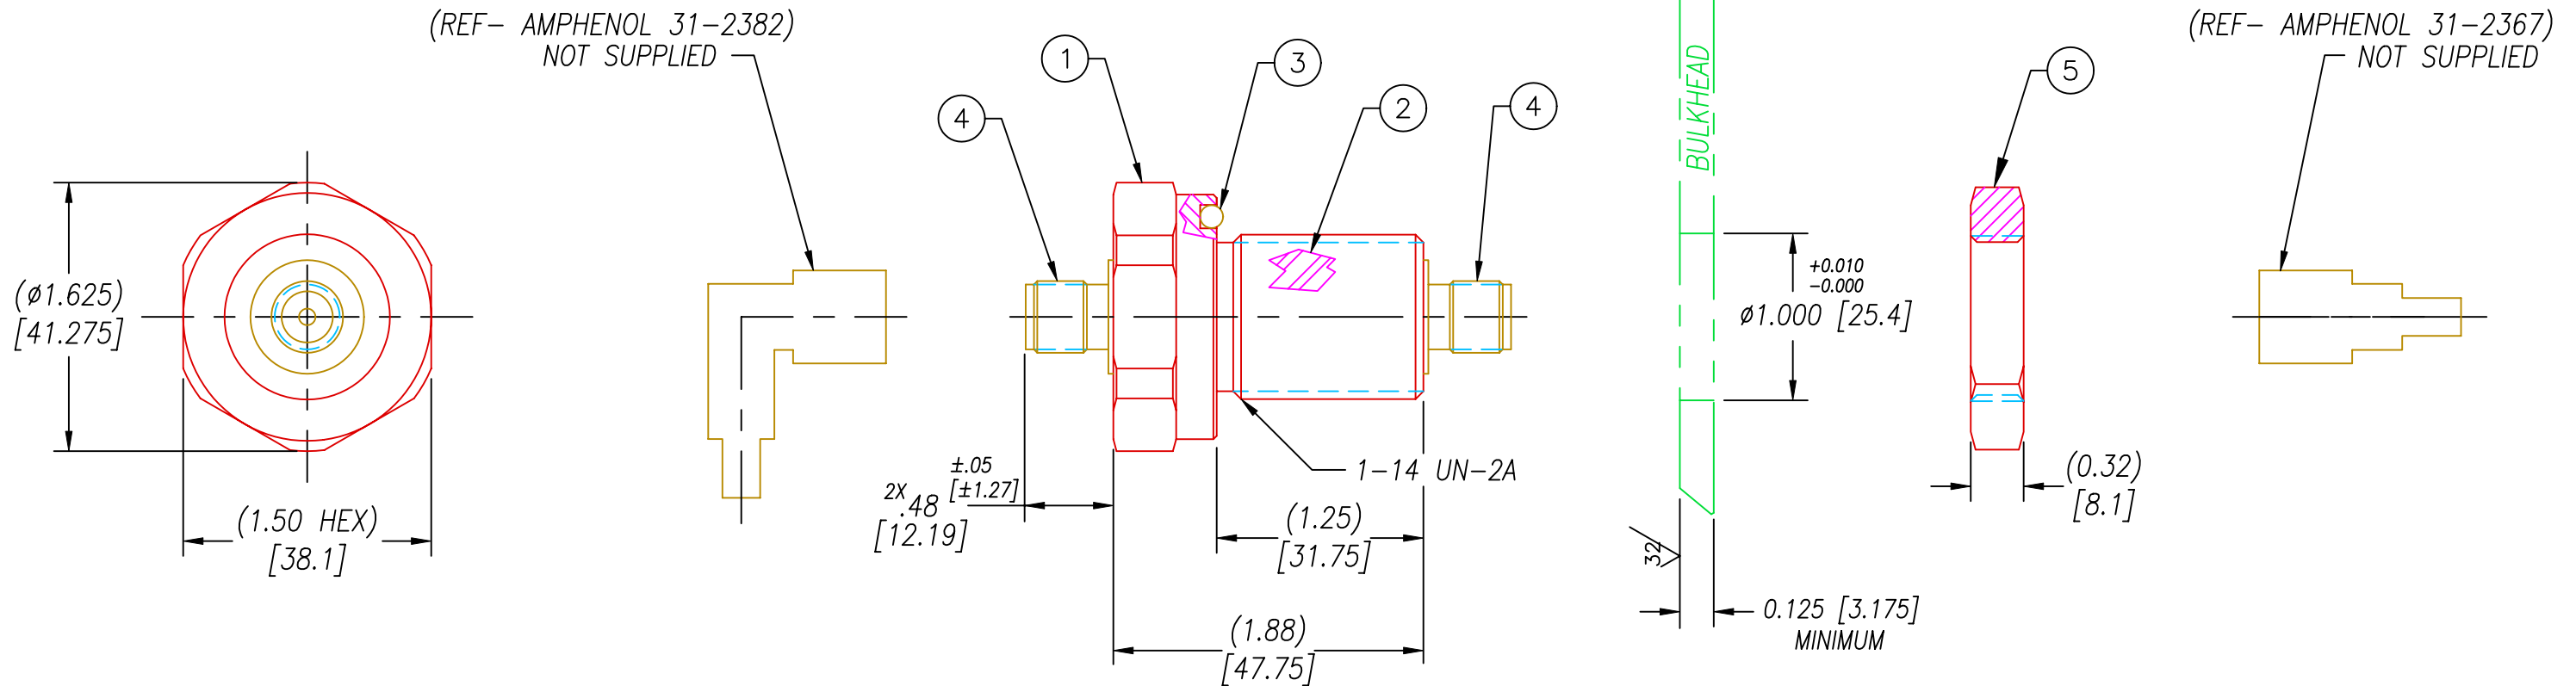 (REF- AMPHENOL 31-2382)
NOT SUPPLIED
1
3
4
2
4
BULKHEAD
5
(REF- AMPHENOL 31-2367)
NOT SUPPLIED
(ø1.625)
[41.275]
(1.50 HEX)
[38.1]
±.05
[±1.27]
2X .48
[12.19]
1-14 UN-2A
(1.25)
[31.75]
(1.88)
[47.75]
+0.010
-0.000
ø1.000 [25.4]
32
0.125 [3.175]
MINIMUM
(0.32)
[8.1]